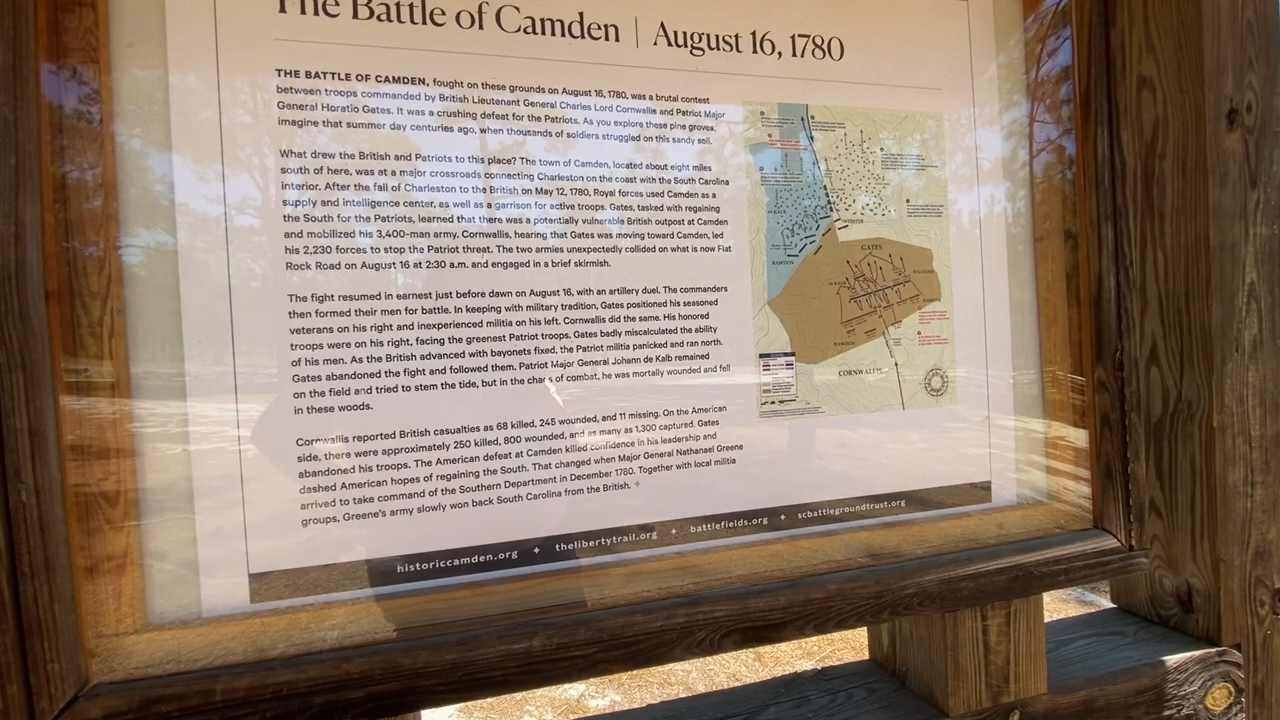 The Battle of Camden | August 16, 1780
THE BATTLE OF CAMDEN, fought on these grounds on August 16, 1780, was a brutal contest
between troops commanded by British Lieutenant General Charles Lord Cornwallis and Patriot Major
General Horatio Gates. It was a crushing defeat for the Patriots. As you explore these pine groves,
imagine that summer day centuries ago, when thousands of soldiers struggled on this sandy soil.
What drew the British and Patriots to this place? The town of Camden, located about eight miles
south of here, was at a major crossroads connecting Charleston on the coast with the South Carolina
interior. After the fall of Charleston to the British on May 12, 1780, Royal forces used Camden as a
supply and intelligence center, as well as a garrison for active troops. Gates, tasked with regaining
the South for the Patriots, learned that there was a potentially vulnerable British outpost at Camden
and mobilized his 3,400-man army. Cornwallis, hearing that Gates was moving toward Camden, led
his 2,230 forces to stop the Patriot threat. The two armies unexpectedly collided on what is now Flat
Rock Road on August 16 at 2:30 a.m. and engaged in a brief skirmish.
The fight resumed in earnest just before dawn on August 16, with an artillery duel. The commanders
then formed their men for battle. In keeping with military tradition, Gates positioned his seasoned
veterans on his right and inexperienced militia on his left. Cornwallis did the same. His honored
troops were on his right, facing the greenest Patriot troops. Gates badly miscalculated the ability
of his men. As the British advanced with bayonets fixed, the Patriot militia panicked and ran north.
Gates abandoned the fight and followed them. Patriot Major General Johann de Kalb remained
on the field and tried to stem the tide, but in the chaos of combat, he was mortally wounded and fell
in these woods.
Cornwallis reported British casualties as 68 killed, 245 wounded, and 11 missing. On the American
side, there were approximately 250 killed, 800 wounded, and as many as 1,300 captured. Gates
abandoned his troops. The American defeat at Camden killed confidence in his leadership and
dashed American hopes of regaining the South. That changed when Major General Nathanael Greene
arrived to take command of the Southern Department in December 1780. Together with local militia
groups, Greene's army slowly won back South Carolina from the British.
WEBSTER
RAWDON
GATES
DE KALB
RAWDON
CORNWALLIS
historiccamden.org + thelibertytrail.org + battlefields.org + scbattlegroundtrust.org